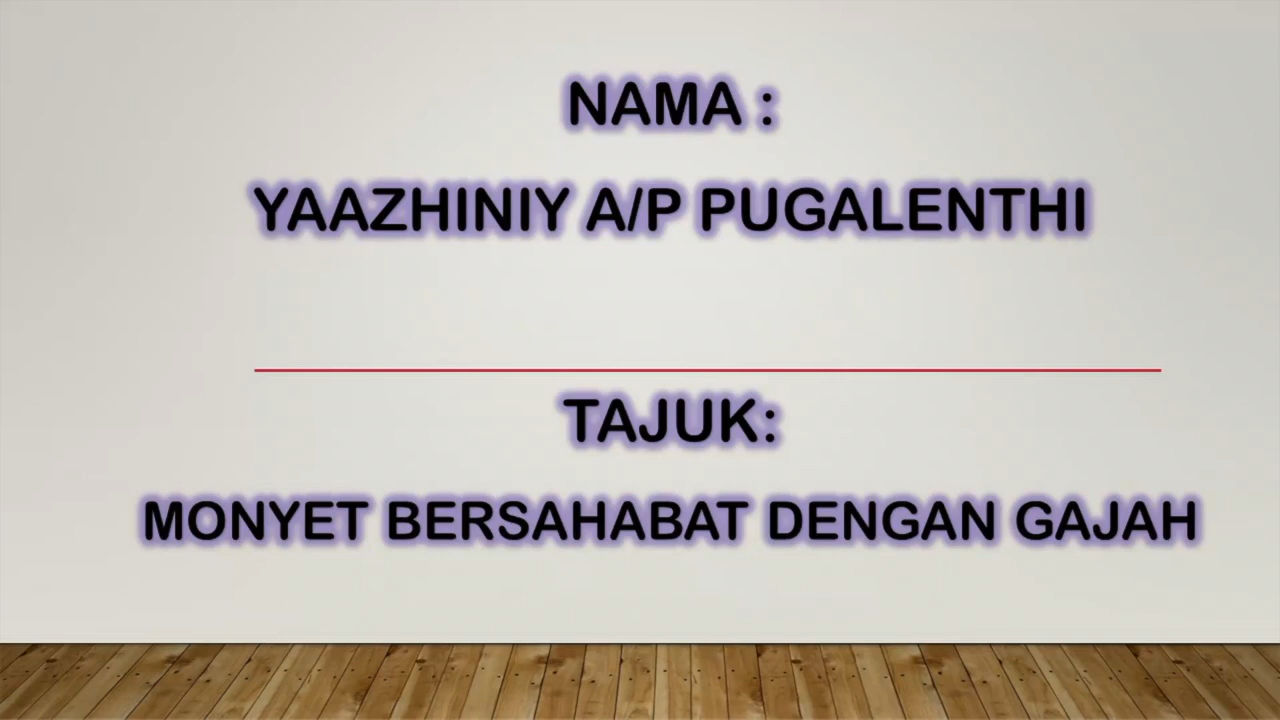 NAMA :
YAAZHINIY A/P PUGALENTHI
TAJUK:
MONYET BERSAHABAT DENGAN GAJAH